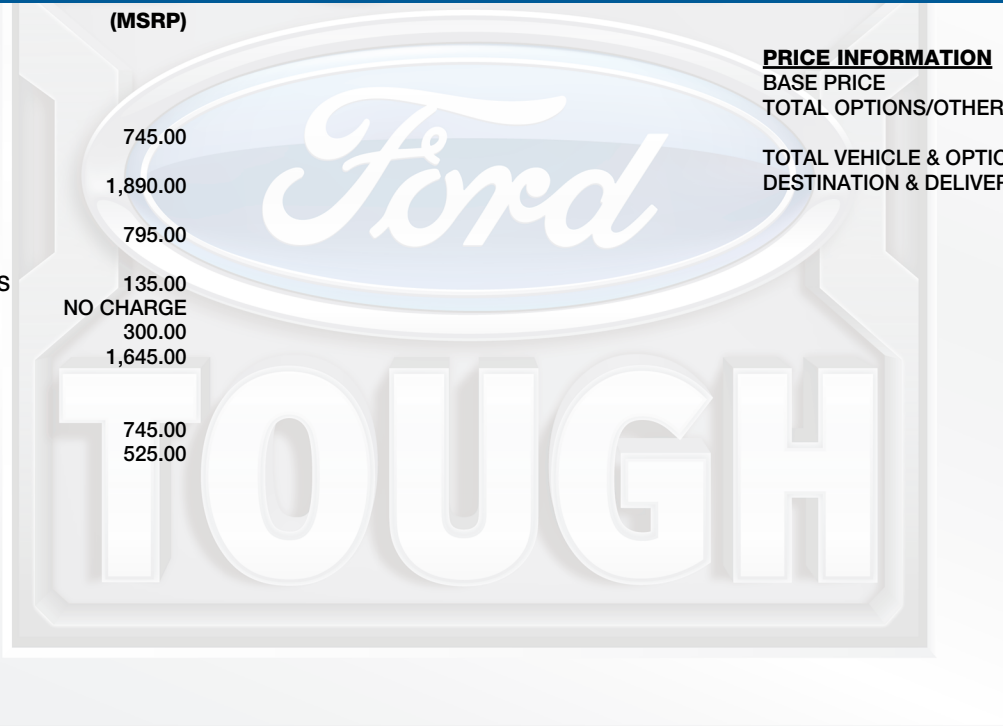 (MSRP)
745.00
1,890.00
795.00
S 135.00
NO CHARGE
300.00
1,645.00
745.00
525.00
PRICE INFORMATION
BASE PRICE
TOTAL OPTIONS/OTHER
TOTAL VEHICLE & OPTIO
DESTINATION & DELIVER
Ford
TOUGH